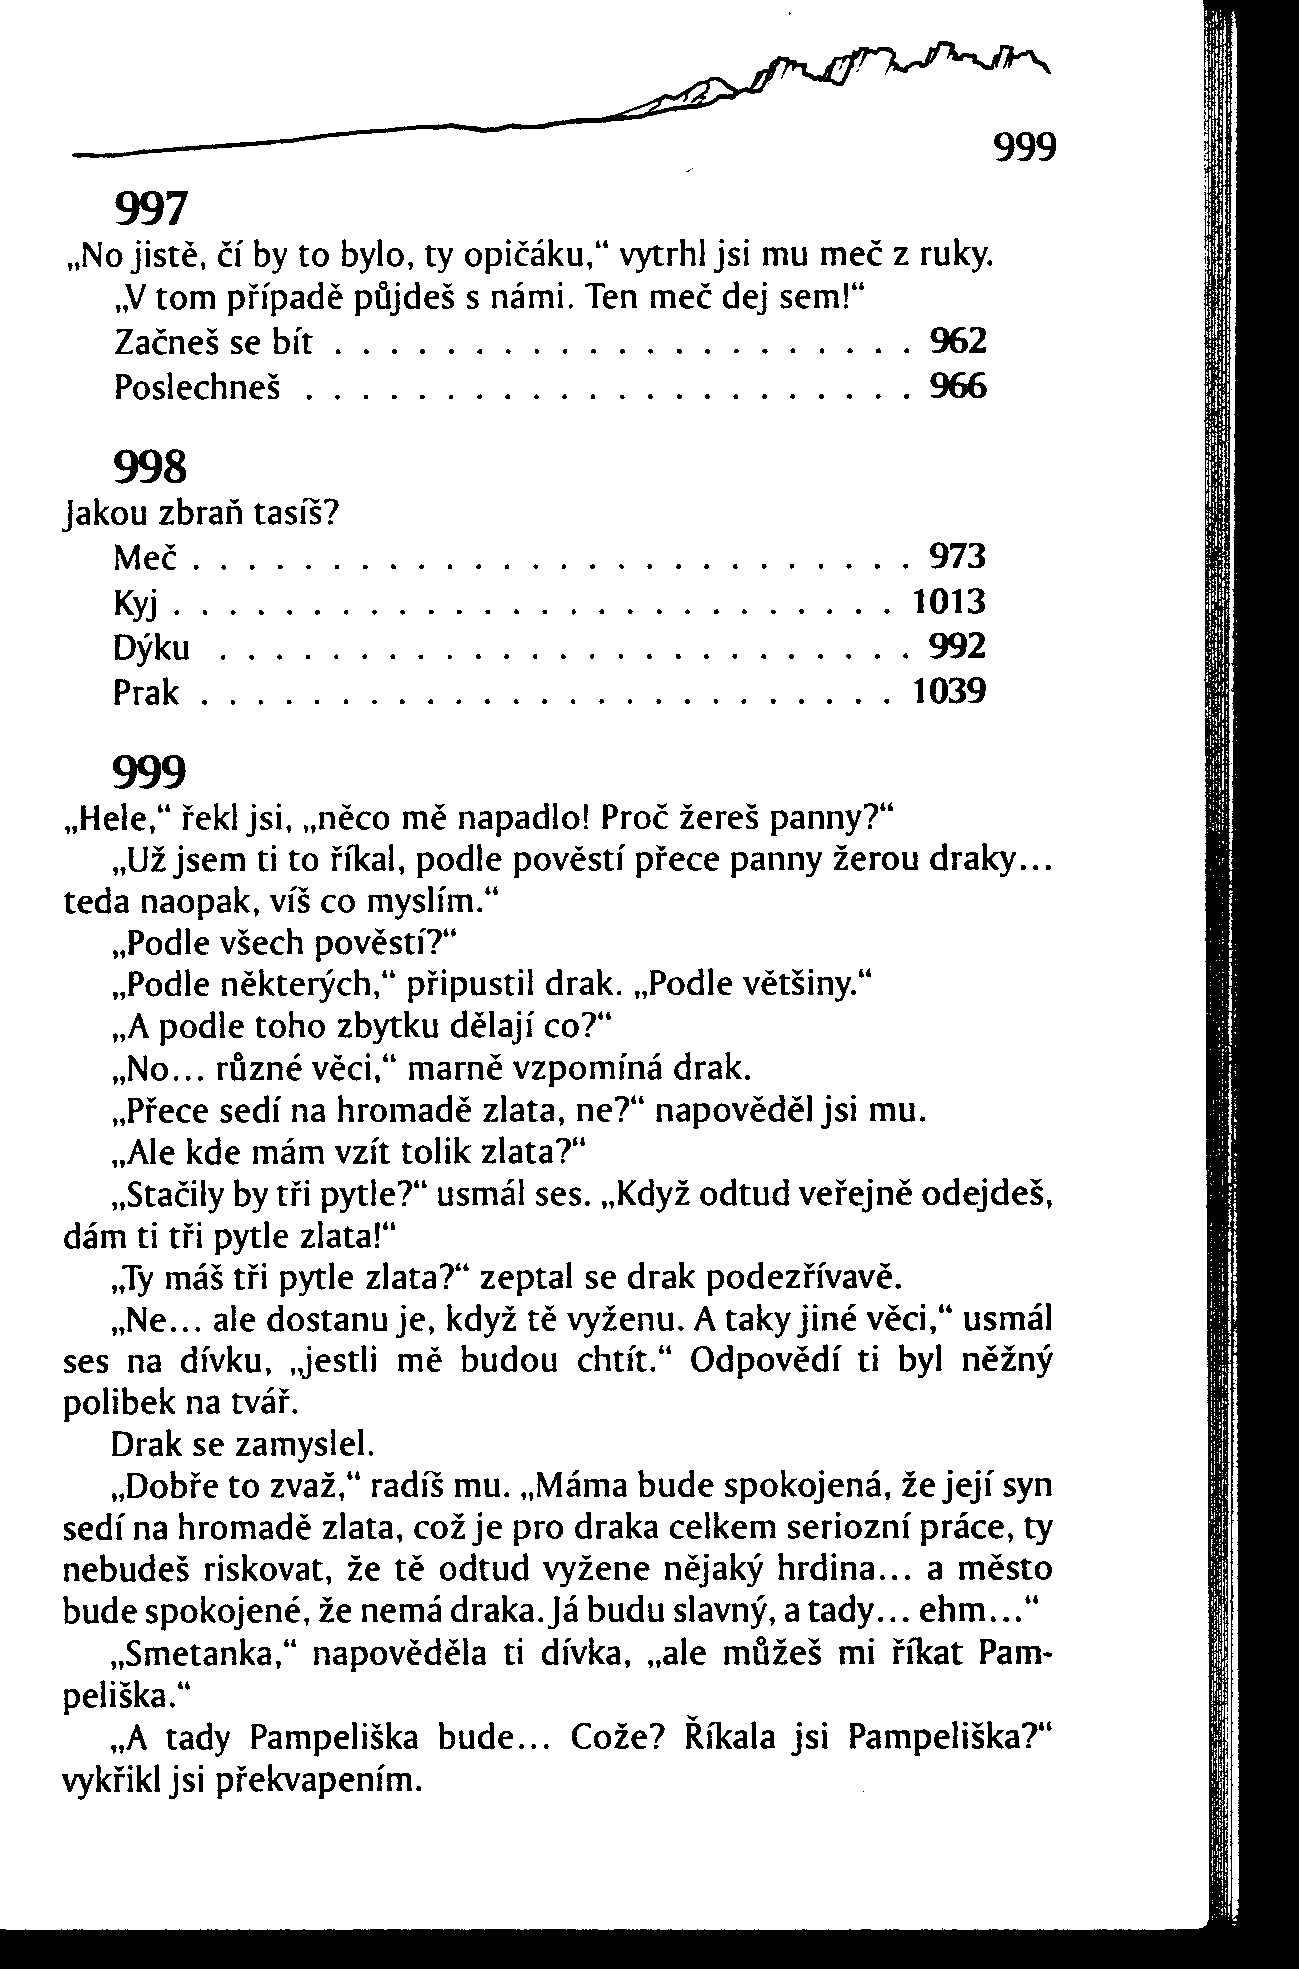 999
997
„No jistě, čí by to bylo, ty opičáku,“ vytrhl jsi mu meč z ruky.
„V tom případě půjdeš s námi. Ten meč dej sem!“
Začneš se bít . . . . . . . . . . . . . . . . . . . . . 962
Poslechneš . . . . . . . . . . . . . . . . . . . . . . 966
998
Jakou zbraň tasíš?
Meč . . . . . . . . . . . . . . . . . . . . . . . . . . 973
Kyj . . . . . . . . . . . . . . . . . . . . . . . . . . 1013
Dýku . . . . . . . . . . . . . . . . . . . . . . . . . 992
Prak . . . . . . . . . . . . . . . . . . . . . . . . . 1039
999
„Hele,“ řekl jsi, „něco mě napadlo! Proč žereš panny?“
„Už jsem ti to říkal, podle pověstí přece panny žerou draky...
teda naopak, víš co myslím.“
„Podle všech pověstí?“
„Podle některých,“ připustil drak. „Podle většiny.“
„A podle toho zbytku dělají co?“
„No... různé věci,“ marně vzpomíná drak.
„Přece sedí na hromadě zlata, ne?“ napověděl jsi mu.
„Ale kde mám vzít tolik zlata?“
„Stačily by tři pytle?“ usmál ses. „Když odtud veřejně odejdeš,
dám ti tři pytle zlata!“
„Ty máš tři pytle zlata?“ zeptal se drak podezřívavě.
„Ne... ale dostanu je, když tě vyženu. A taky jiné věci,“ usmál
ses na dívku, „jestli mě budou chtít.“ Odpovědí ti byl něžný
polibek na tvář.
Drak se zamyslel.
„Dobře to zvaž,“ radíš mu. „Máma bude spokojená, že její syn
sedí na hromadě zlata, což je pro draka celkem seriozní práce, ty
nebudeš riskovat, že tě odtud vyžene nějaký hrdina... a město
bude spokojené, že nemá draka. Já budu slavný, a tady... ehm...“
„Smetanka,“ napověděla ti dívka, „ale můžeš mi říkat Pam-
peliška.“
„A tady Pampeliška bude... Cože? Říkala jsi Pampeliška?“
vykřikl jsi překvapením.